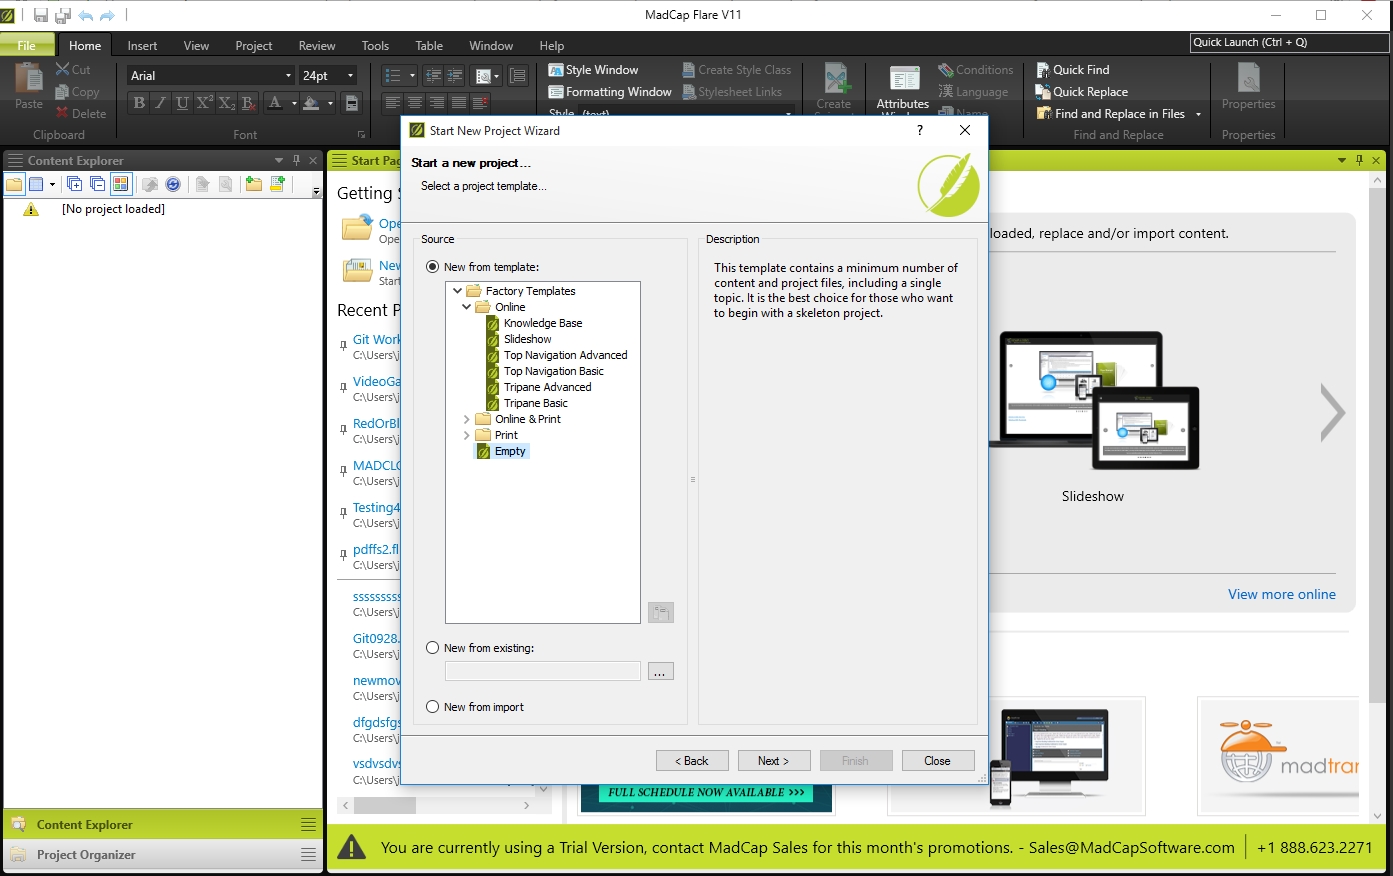 MadCap Flare V11
File
Home
Insert
View
Project
Review
Tools
Table
Window
Help
Quick Launch (Ctrl + Q)
Paste
Cut
Copy
Delete
Clipboard
Arial
24pt
Font
Style Window
Formatting Window
Style (text)
Create Style Class
Stylesheet Links
Create
Attributes
Conditions
Language
Name
Quick Find
Quick Replace
Find and Replace in Files
Find and Replace
Properties
Properties
Content Explorer
[No project loaded]
Start Pag
Getting S
Ope
Ope
New
Start
Recent P
Git Work
C:\Users\j
VideoGa
C:\Users\j
RedOrBl
C:\Users\j
MADCLO
C:\Users\j
Testing4
C:\Users\j
pdffs2.fl
C:\Users\j
sssssssss
C:\Users\j
Git0928.
C:\Users\j
newmov
C:\Users\j
dfgdsfgs
C:\Users\j
vsdvsdvs
C:\Users\j
Start New Project Wizard
?
Start a new project...
Select a project template...
Source
New from template:
Factory Templates
Online
Knowledge Base
Slideshow
Top Navigation Advanced
Top Navigation Basic
Tripane Advanced
Tripane Basic
Online & Print
Print
Empty
New from existing:
...
New from import
Description
This template contains a minimum number of
content and project files, including a single
topic. It is the best choice for those who want
to begin with a skeleton project.
< Back
Next >
Finish
Close
loaded, replace and/or import content.
Slideshow
View more online
FULL SCHEDULE NOW AVAILABLE >>>
madtran
Content Explorer
Project Organizer
You are currently using a Trial Version, contact MadCap Sales for this month's promotions. - Sales@MadCapSoftware.com
+1 888.623.2271